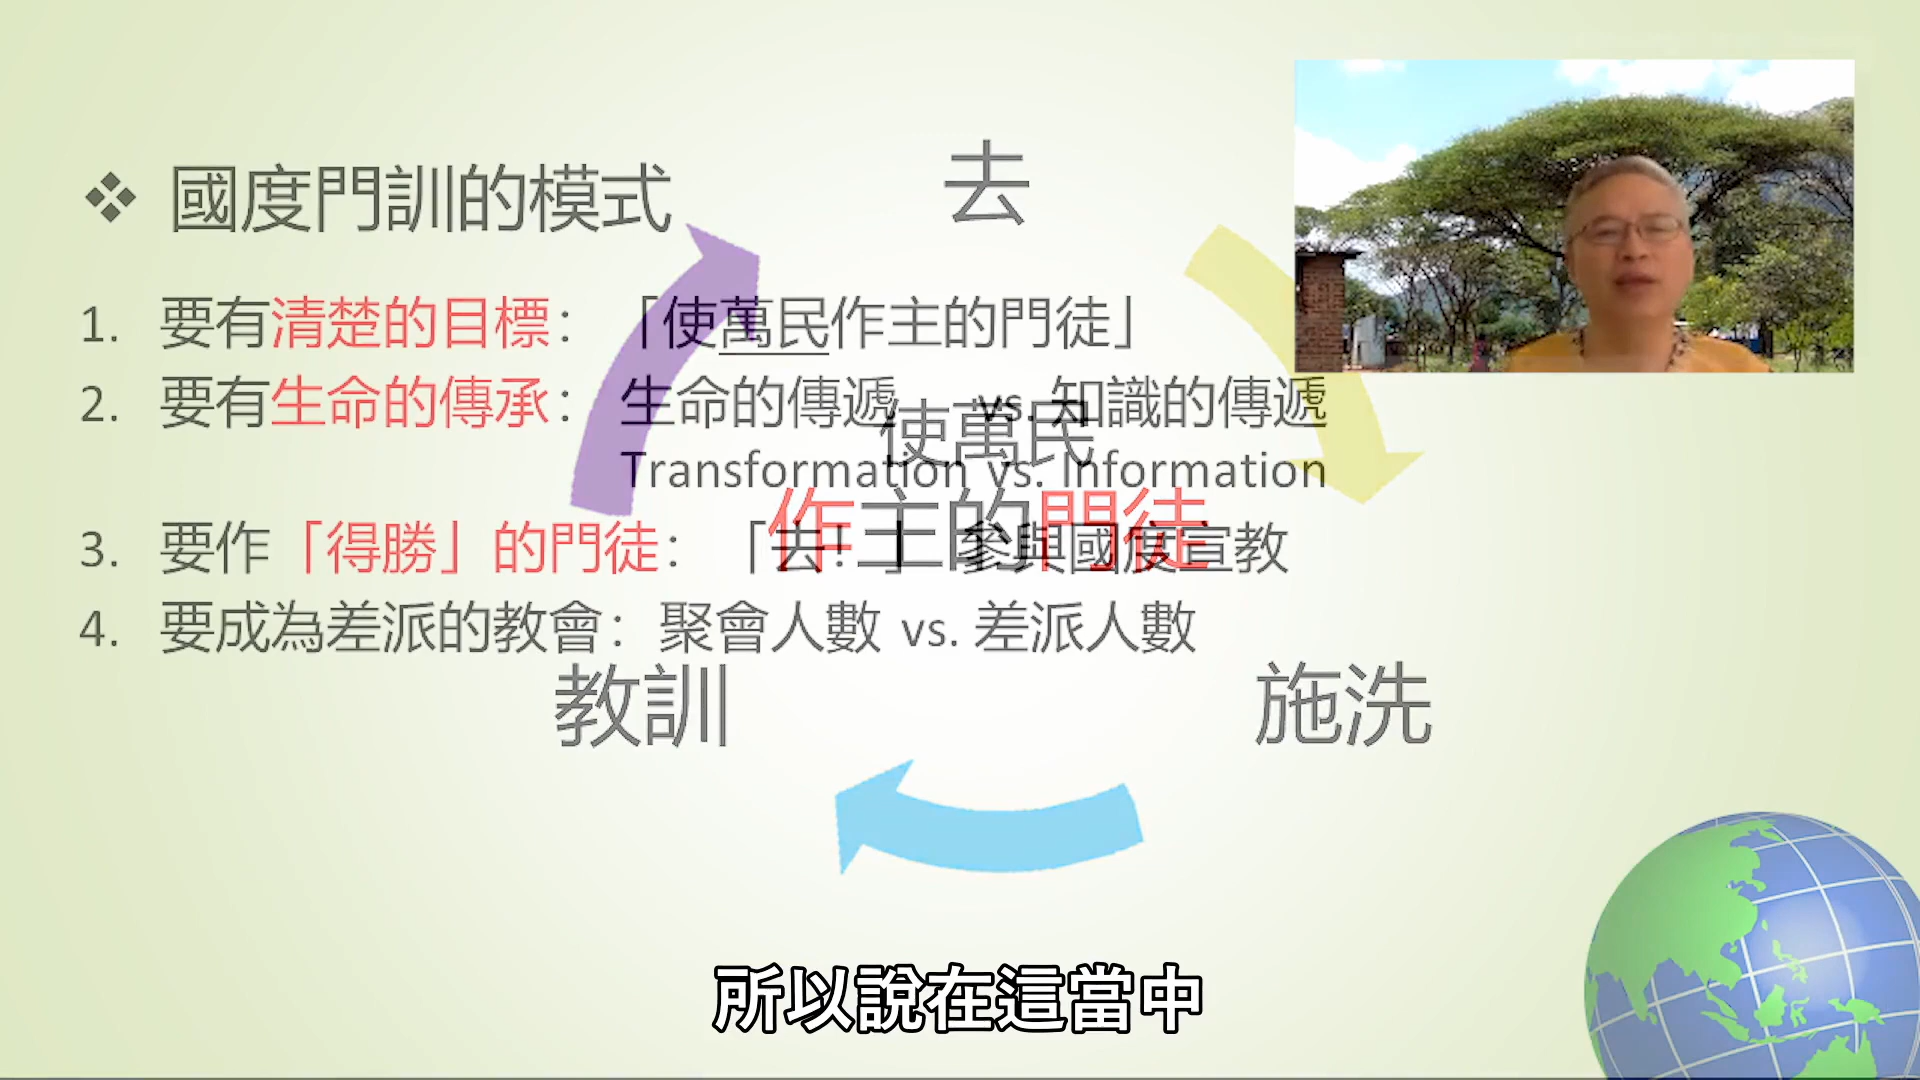 國度門訓的模式
1. 要有清楚的目標：「使萬民作主的門徒」
2. 要有生命的傳承：生命的傳遞 vs. 知識的傳遞
Transformation vs. Information
3. 要作「得勝」的門徒：「去！」參與國度宣教
4. 要成為差派的教會：聚會人數 vs. 差派人數
去
使萬民
作主的門徒
教訓
施洗
所以說在這當中